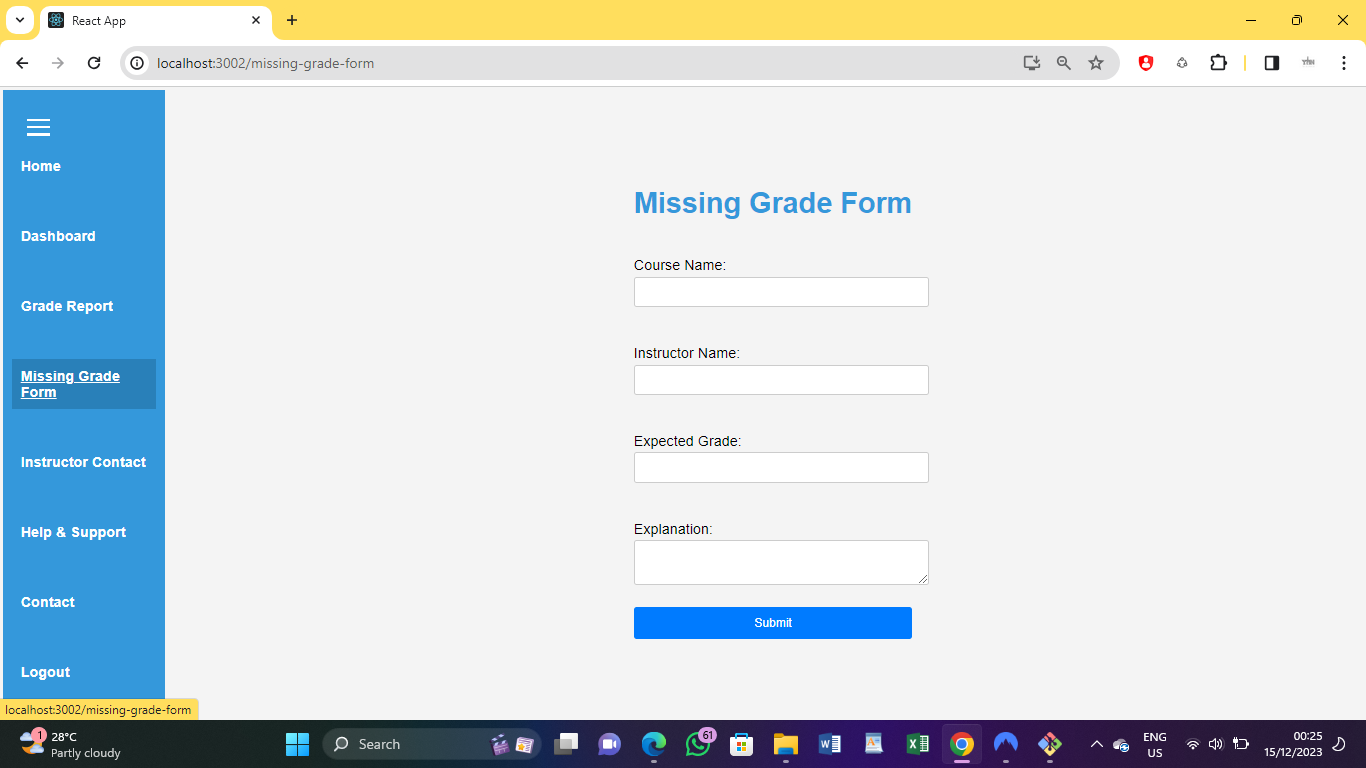 React App
localhost:3002/missing-grade-form
Home
Dashboard
Grade Report
Missing Grade
Form
Instructor Contact
Help & Support
Contact
Logout
Missing Grade Form
Course Name:
Instructor Name:
Expected Grade:
Explanation:
Submit
localhost:3002/missing-grade-form
1
28°C
Partly cloudy
Search
61
ENG
US
00:25
15/12/2023